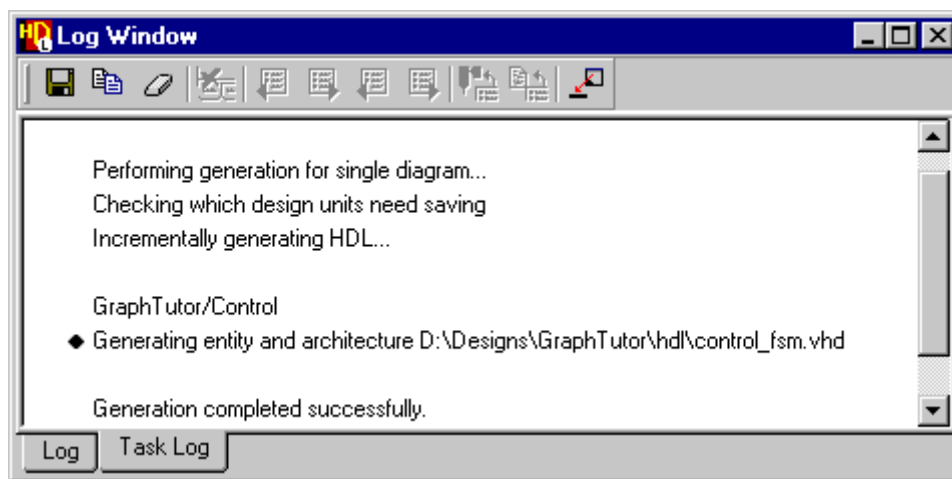 HDL Log Window
Performing generation for single diagram...
Checking which design units need saving
Incrementally generating HDL...
GraphTutor/Control
Generating entity and architecture D:\Designs\GraphTutor\hdl\control_fsm.vhd
Generation completed successfully.
Log Task Log